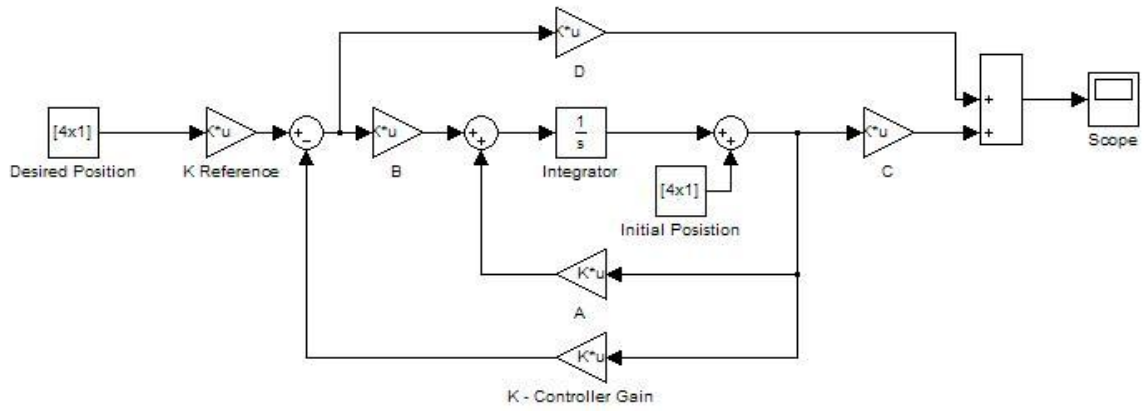 K*u
D
[4x1]
Desired Position
K*u
K Reference
+
−
K*u
B
+
+
1
s
Integrator
+
+
[4x1]
Initial Posistion
K*u
C
+
+
Scope
K*u
A
K*u
K - Controller Gain